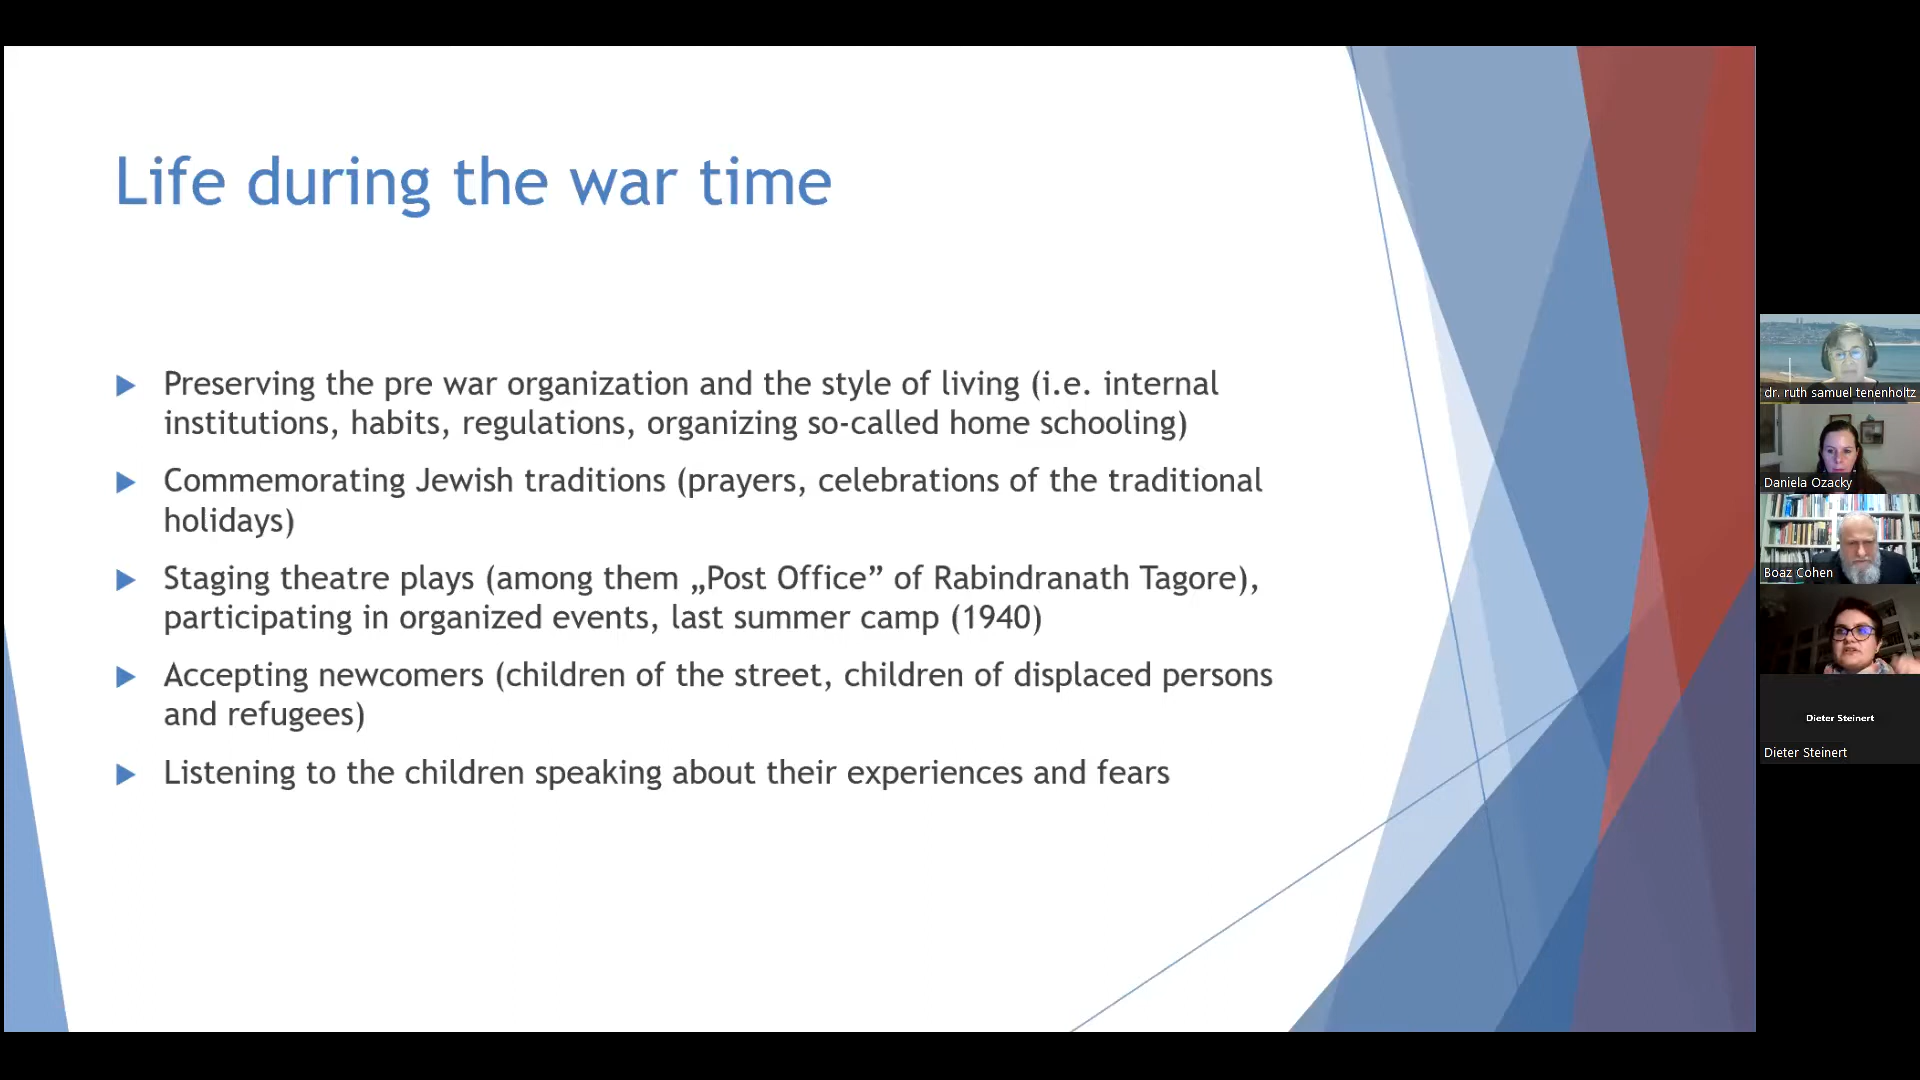 Life during the war time
Preserving the pre war organization and the style of living (i.e. internal
institutions, habits, regulations, organizing so-called home schooling)
Commemorating Jewish traditions (prayers, celebrations of the traditional
holidays)
Staging theatre plays (among them „Post Office” of Rabindranath Tagore),
participating in organized events, last summer camp (1940)
Accepting newcomers (children of the street, children of displaced persons
and refugees)
Listening to the children speaking about their experiences and fears
dr. ruth samuel tenenholtz
Daniela Ozacky
Boaz Cohen
Dieter Steinert
Dieter Steinert